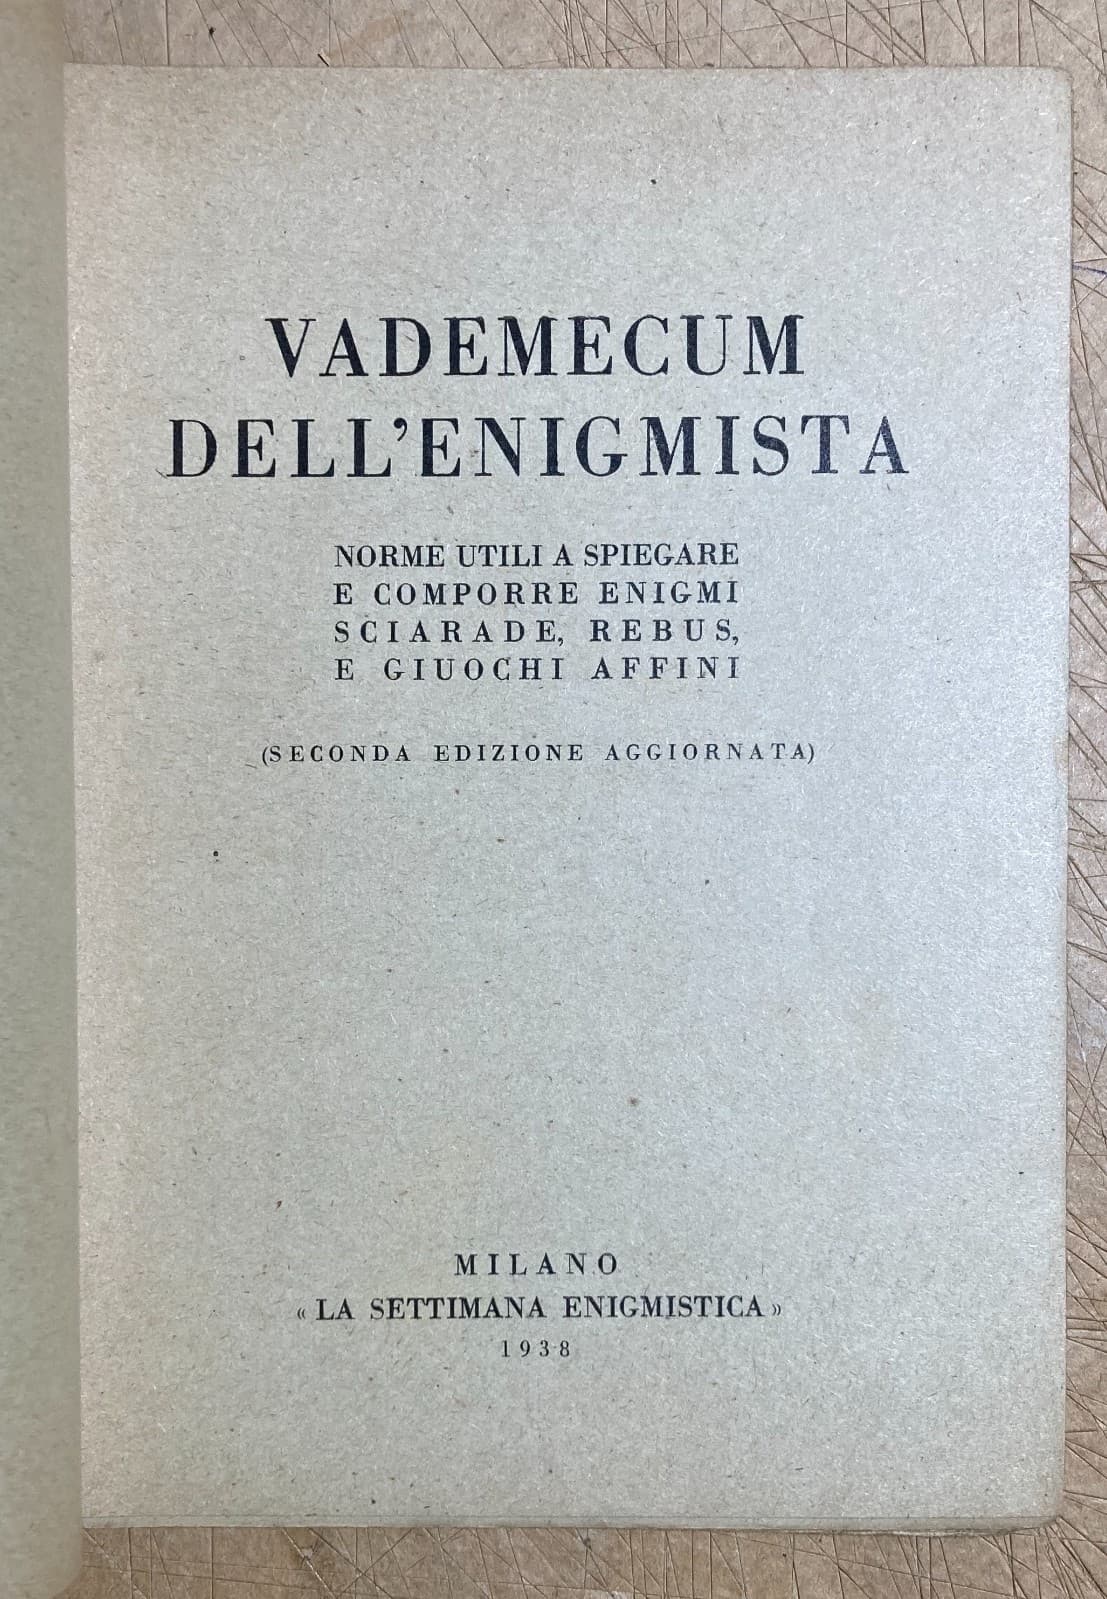 VADEMECUM
DELL’ENIGMISTA
NORME UTILI A SPIEGARE
E COMPORRE ENIGMI
SCIARADE, REBUS,
E GIUOCHI AFFINI
(SECONDA EDIZIONE AGGIORNATA)
MILANO
« LA SETTIMANA ENIGMISTICA »
1938